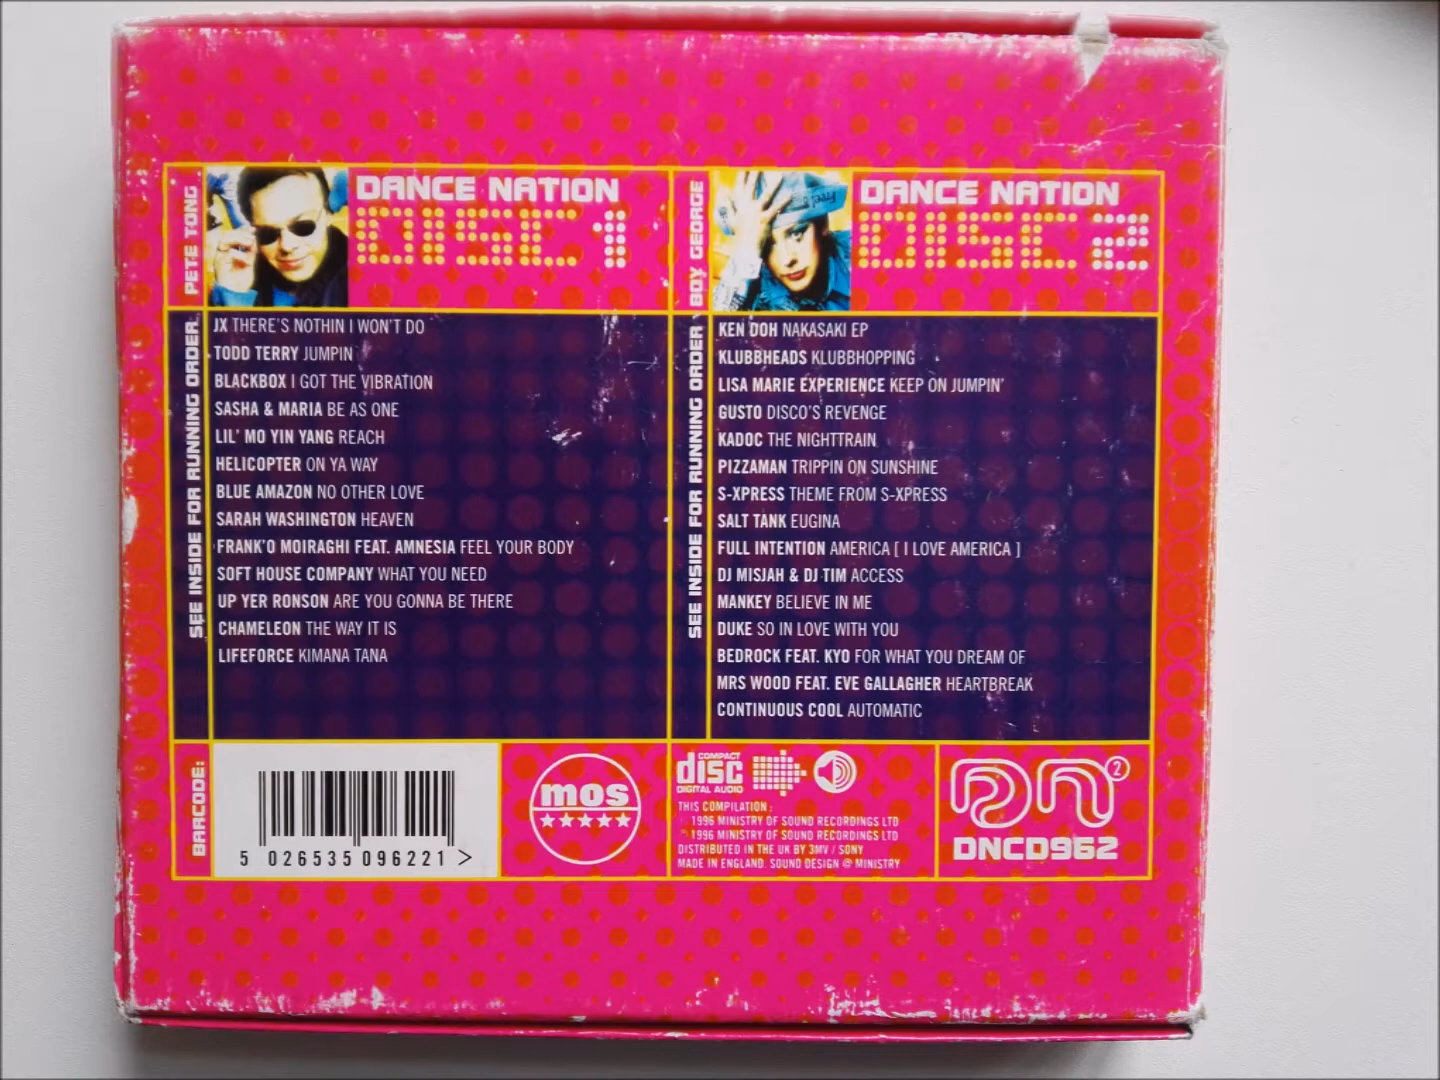 PETE TONG
DANCE NATION
DISC 1
SEE INSIDE FOR RUNNING ORDER
JX THERE'S NOTHIN I WON'T DO
TODD TERRY JUMPIN
BLACKBOX I GOT THE VIBRATION
SASHA & MARIA BE AS ONE
LIL' MO YIN YANG REACH
HELICOPTER ON YA WAY
BLUE AMAZON NO OTHER LOVE
SARAH WASHINGTON HEAVEN
FRANK'O MOIRAGHI FEAT. AMNESIA FEEL YOUR BODY
SOFT HOUSE COMPANY WHAT YOU NEED
UP YER RONSON ARE YOU GONNA BE THERE
CHAMELEON THE WAY IT IS
LIFEFORCE KIMANA TANA
BOY GEORGE
DANCE NATION
DISC 2
SEE INSIDE FOR RUNNING ORDER
KEN DOH NAKASAKI EP
KLUBBHEADS KLUBBHOPPING
LISA MARIE EXPERIENCE KEEP ON JUMPIN'
GUSTO DISCO'S REVENGE
KADOC THE NIGHTTRAIN
PIZZAMAN TRIPPIN ON SUNSHINE
S-XPRESS THEME FROM S-XPRESS
SALT TANK EUGINA
FULL INTENTION AMERICA [ I LOVE AMERICA ]
DJ MISJAH & DJ TIM ACCESS
MANKEY BELIEVE IN ME
DUKE SO IN LOVE WITH YOU
BEDROCK FEAT. KYO FOR WHAT YOU DREAM OF
MRS WOOD FEAT. EVE GALLAGHER HEARTBREAK
CONTINUOUS COOL AUTOMATIC
BARCODE:
5 026535 096221 >
mos
COMPACT
disc
DIGITAL AUDIO
THIS COMPILATION :
℗ 1996 MINISTRY OF SOUND RECORDINGS LTD
© 1996 MINISTRY OF SOUND RECORDINGS LTD
DISTRIBUTED IN THE UK BY 3MV / SONY
MADE IN ENGLAND. SOUND DESIGN @ MINISTRY
DN 2
DNCD962